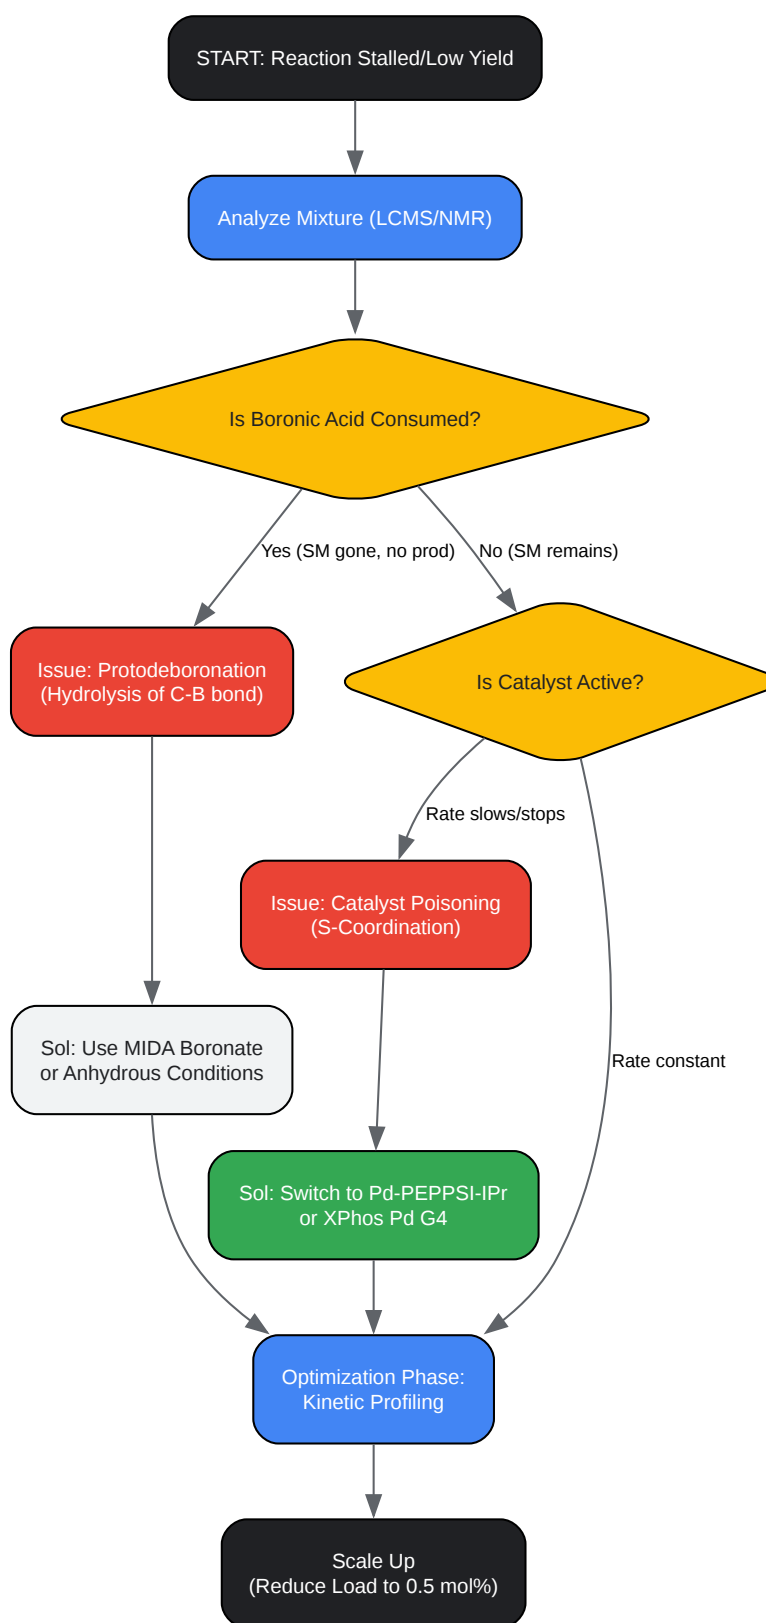 START: Reaction Stalled/Low Yield
Analyze Mixture (LCMS/NMR)
Is Boronic Acid Consumed?
Yes (SM gone, no prod)
No (SM remains)
Issue: Protodeboronation
(Hydrolysis of C-B bond)
Is Catalyst Active?
Rate slows/stops
Issue: Catalyst Poisoning
(S-Coordination)
Sol: Use MIDA Boronate
or Anhydrous Conditions
Rate constant
Sol: Switch to Pd-PEPPSI-IPr
or XPhos Pd G4
Optimization Phase:
Kinetic Profiling
Scale Up
(Reduce Load to 0.5 mol%)